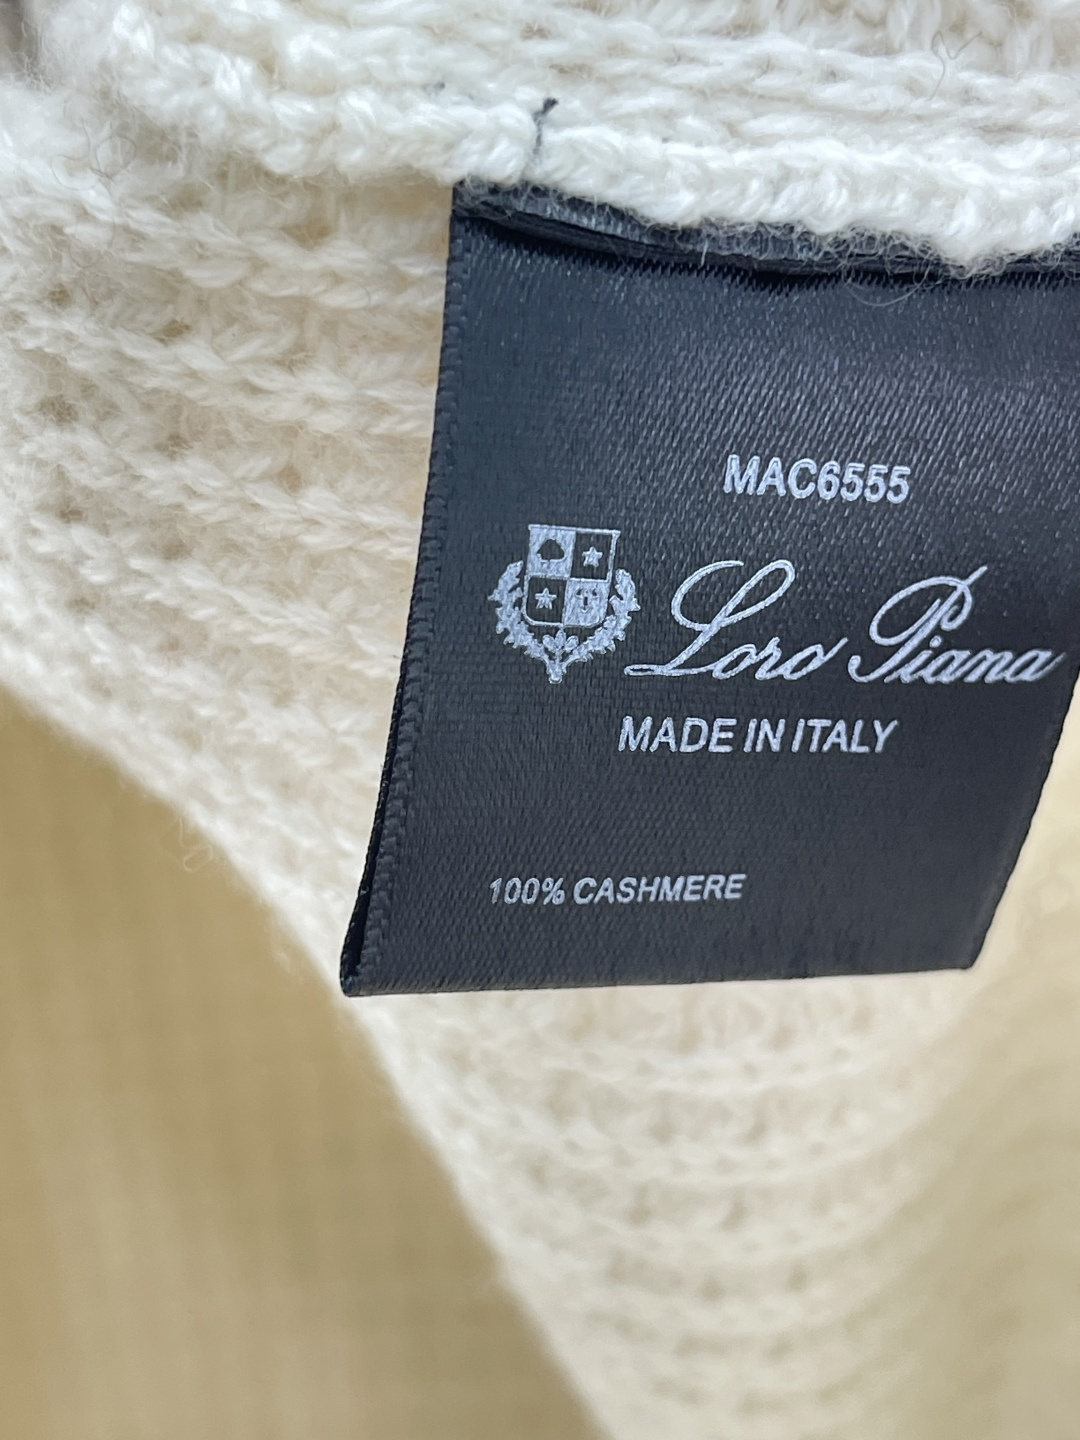 MAC6555
Loro Piana
MADE IN ITALY
100% CASHMERE